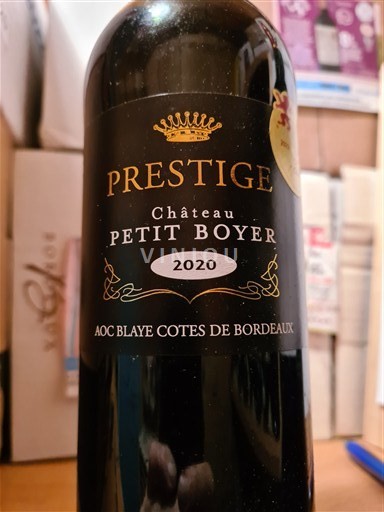 PRESTIGE
Château
PETIT BOYER
VINIOU
2020
AOC BLAYE COTES DE BORDEAUX